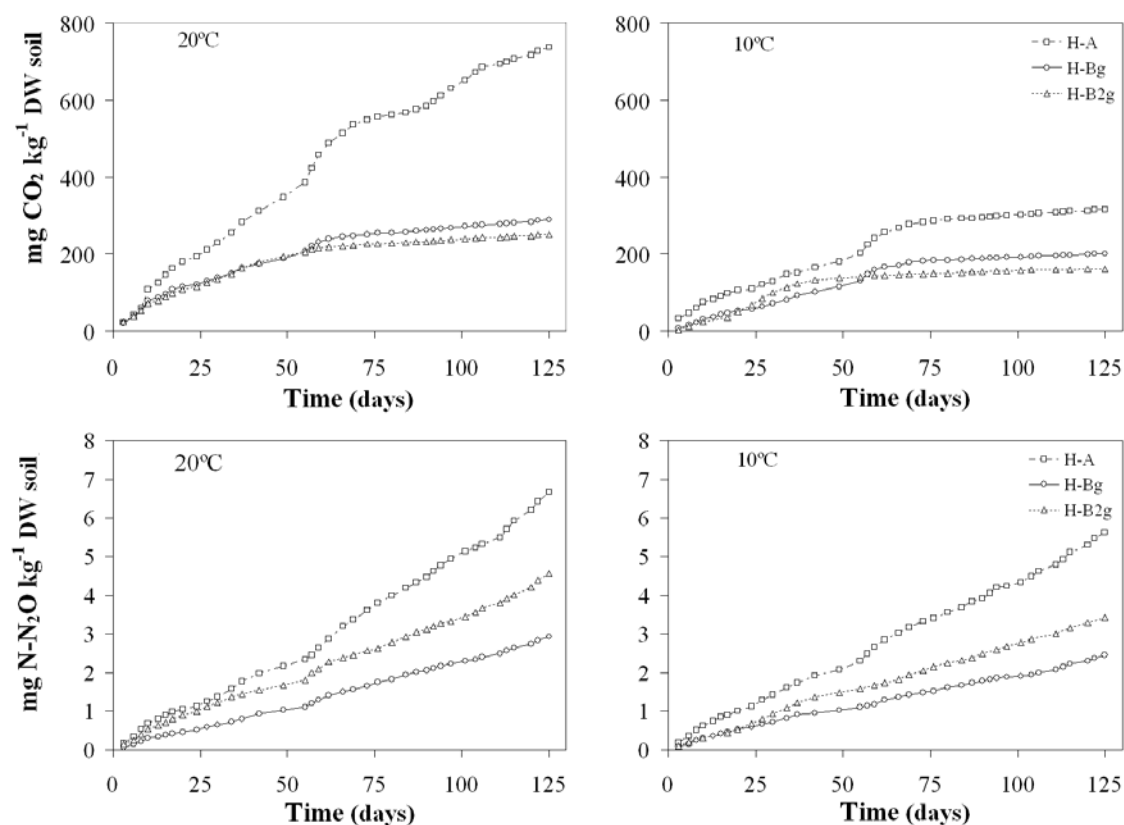 mg CO₂ kg⁻¹ DW soil
800
600
400
200
0
20ºC
0 25 50 75 100 125
Time (days)
800
600
400
200
0
10ºC
H-A
H-Bg
H-B2g
0 25 50 75 100 125
Time (days)
mg N-N₂O kg⁻¹ DW soil
8
7
6
5
4
3
2
1
0
20ºC
0 25 50 75 100 125
Time (days)
8
7
6
5
4
3
2
1
0
10ºC
H-A
H-Bg
H-B2g
0 25 50 75 100 125
Time (days)